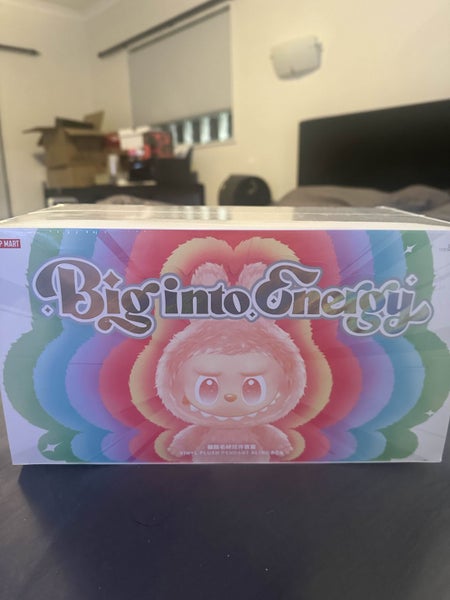 P MART
Big into Energy
VINYL PLUSH PENDANT BLIND BOX